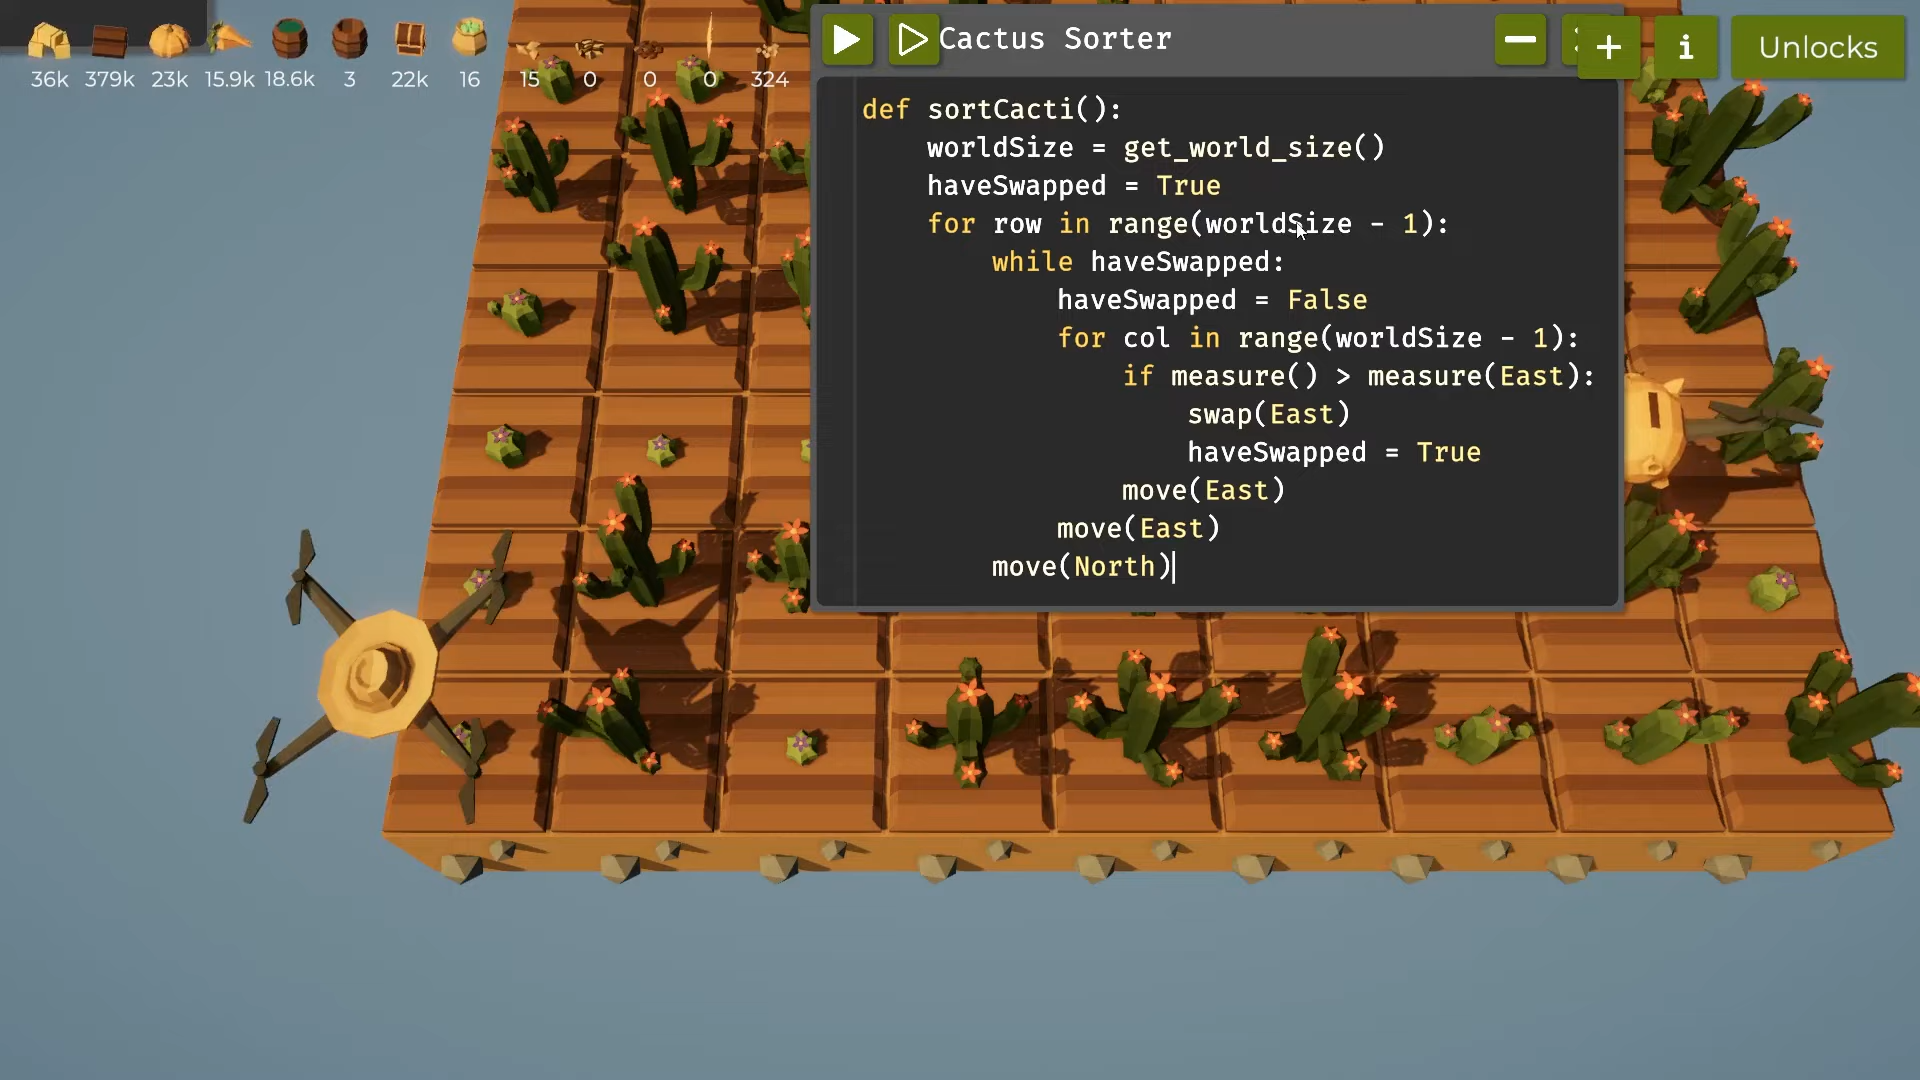 Cactus Sorter
+
i
Unlocks
36k 379k 23k 15.9k 18.6k 3 22k 16 15 0 0 0 324
def sortCacti():
    worldSize = get_world_size()
    haveSwapped = True
    for row in range(worldSize - 1):
        while haveSwapped:
            haveSwapped = False
            for col in range(worldSize - 1):
                if measure() > measure(East):
                    swap(East)
                    haveSwapped = True
                move(East)
            move(East)
        move(North)